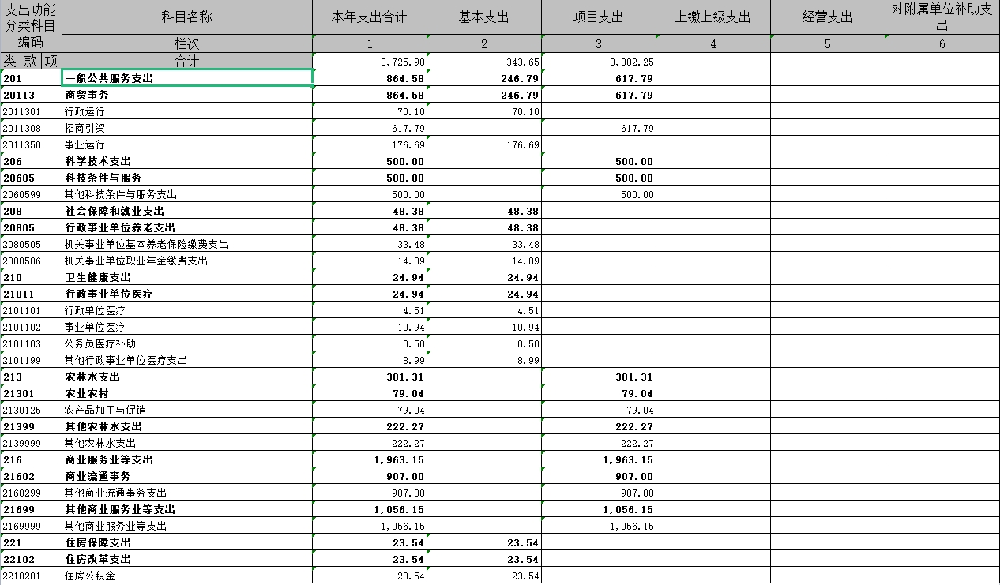 支出功能分类科目编码 科目名称 本年支出合计 基本支出 项目支出 上缴上级支出 经营支出 对附属单位补助支出
栏次 1 2 3 4 5 6
类 款 项 合计 3,725.90 343.65 3,382.25
201 一般公共服务支出 864.58 246.79 617.79
20113 商贸事务 864.58 246.79 617.79
2011301 行政运行 70.10 70.10
2011308 招商引资 617.79 617.79
2011350 事业运行 176.69 176.69
206 科学技术支出 500.00 500.00
20605 科技条件与服务 500.00 500.00
2060599 其他科技条件与服务支出 500.00 500.00
208 社会保障和就业支出 48.38 48.38
20805 行政事业单位养老支出 48.38 48.38
2080505 机关事业单位基本养老保险缴费支出 33.48 33.48
2080506 机关事业单位职业年金缴费支出 14.89 14.89
210 卫生健康支出 24.94 24.94
21011 行政事业单位医疗 24.94 24.94
2101101 行政单位医疗 4.51 4.51
2101102 事业单位医疗 10.94 10.94
2101103 公务员医疗补助 0.50 0.50
2101199 其他行政事业单位医疗支出 8.99 8.99
213 农林水支出 301.31 301.31
21301 农业农村 79.04 79.04
2130125 农产品加工与促销 79.04 79.04
21399 其他农林水支出 222.27 222.27
2139999 其他农林水支出 222.27 222.27
216 商业服务业等支出 1,963.15 1,963.15
21602 商业流通事务 907.00 907.00
2160299 其他商业流通事务支出 907.00 907.00
21699 其他商业服务业等支出 1,056.15 1,056.15
2169999 其他商业服务业等支出 1,056.15 1,056.15
221 住房保障支出 23.54 23.54
22102 住房改革支出 23.54 23.54
2210201 住房公积金 23.54 23.54